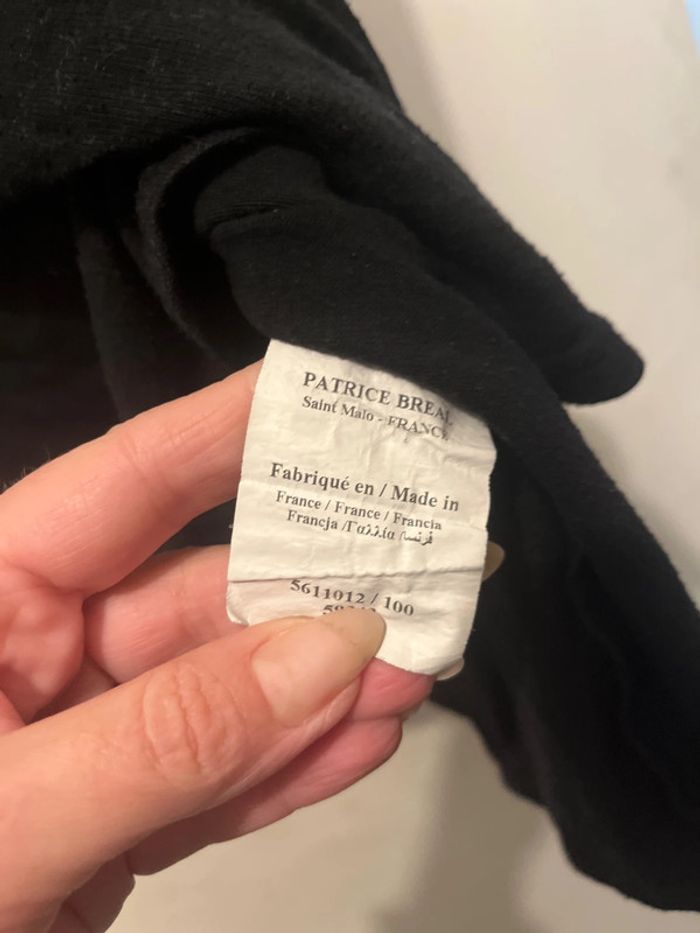 PATRICE BREAL
Saint Malo - FRANCE
Fabriqué en / Made in
France / France / Francia
Francja /Γαλλία فرنسا
5611012 / 100